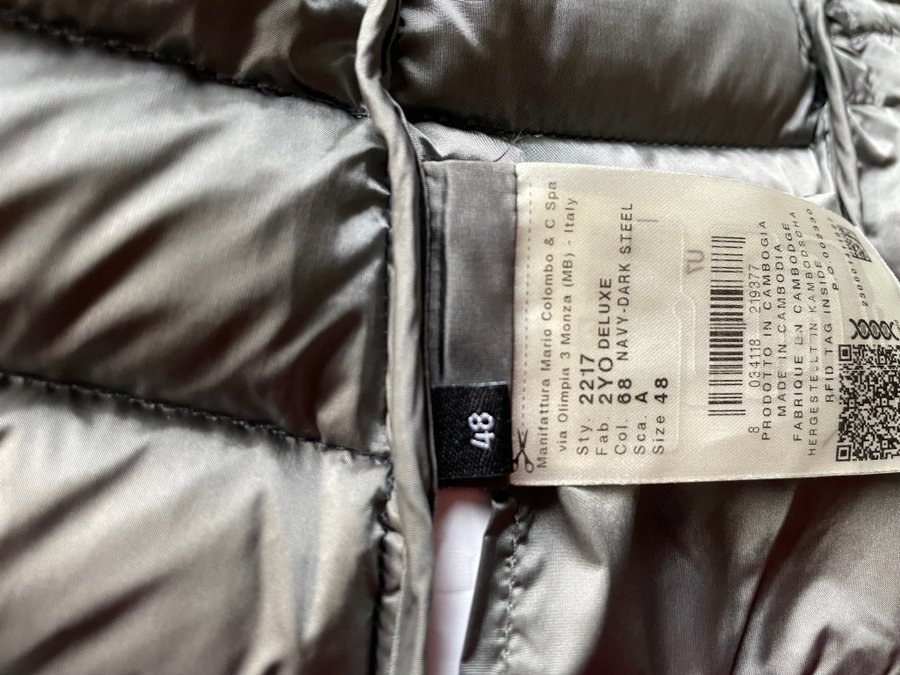 48
Manifattura Mario Colombo & C Spa
via Olimpia 3 Monza (MB) - Italy
Sty. 2217
Fab. 2YO DELUXE
Col. 68 NAVY-DARK STEEL
Sca. A
Size 48
8 034118 219377
PRODOTTO IN CAMBOGIA
MADE IN CAMBODIA
FABRIQUE EN CAMBODGE
HERGESTELLT IN KAMBODSCHA
RFID TAG INSIDE